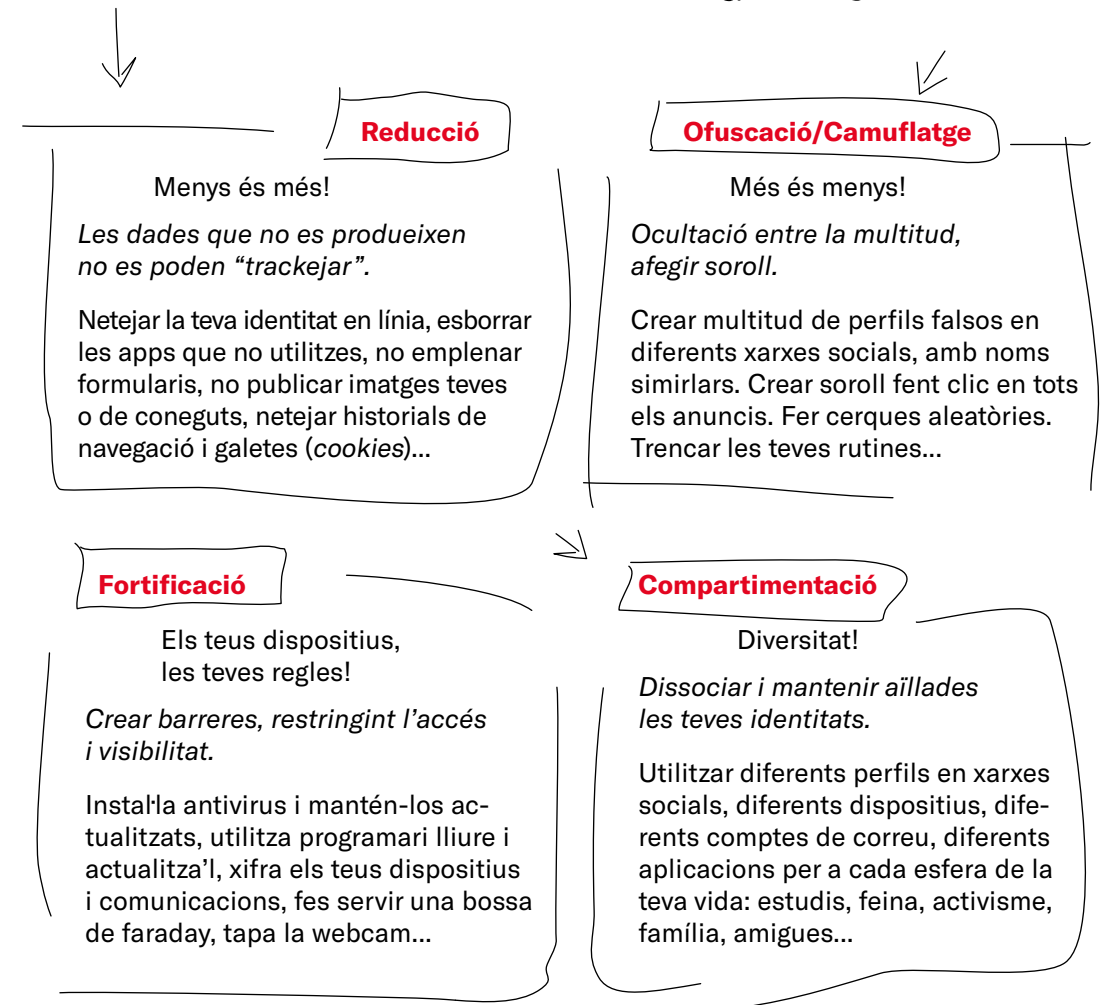 Reducció
Menys és més!
Les dades que no es produeixen
no es poden “trackejar”.
Netejar la teva identitat en línia, esborrar
les apps que no utilitzes, no emplenar
formularis, no publicar imatges teves
o de coneguts, netejar historials de
navegació i galetes (cookies)...
Ofuscació/Camuflatge
Més és menys!
Ocultació entre la multitud,
afegir soroll.
Crear multitud de perfils falsos en
diferents xarxes socials, amb noms
simirlars. Crear soroll fent clic en tots
els anuncis. Fer cerques aleatòries.
Trencar les teves rutines...
Fortificació
Els teus dispositius,
les teves regles!
Crear barreres, restringint l’accés
i visibilitat.
Instal·la antivirus i mantén-los ac-
tualitzats, utilitza programari lliure i
actualitza’l, xifra els teus dispositius
i comunicacions, fes servir una bossa
de faraday, tapa la webcam...
Compartimentació
Diversitat!
Dissociar i mantenir aïllades
les teves identitats.
Utilitzar diferents perfils en xarxes
socials, diferents dispositius, dife-
rents comptes de correu, diferents
aplicacions per a cada esfera de la
teva vida: estudis, feina, activisme,
família, amigues...